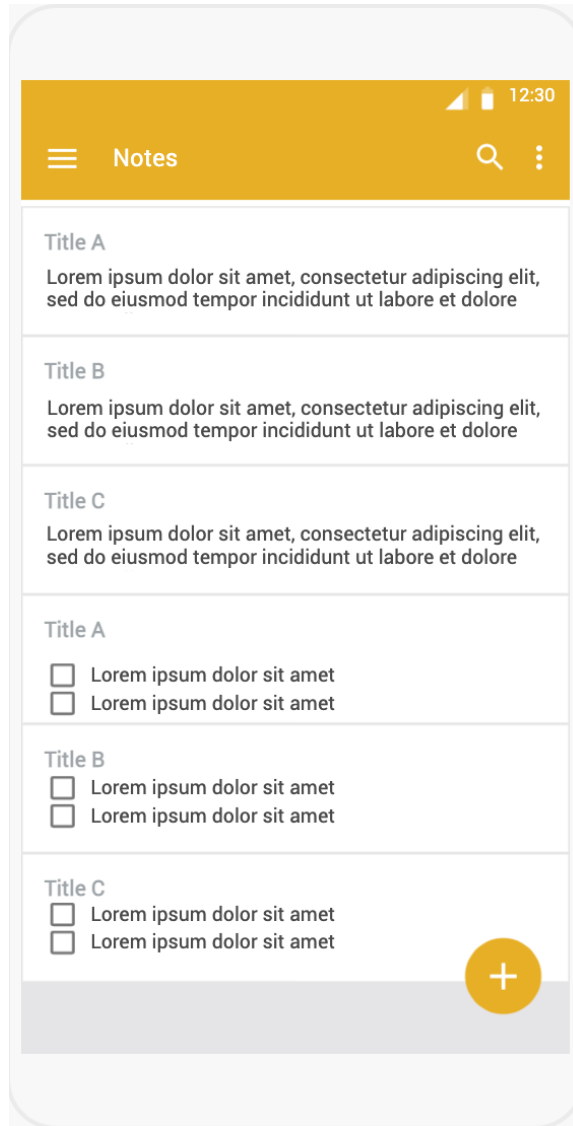 12:30
Notes
Title A
Lorem ipsum dolor sit amet, consectetur adipiscing elit,
sed do eiusmod tempor incididunt ut labore et dolore
Title B
Lorem ipsum dolor sit amet, consectetur adipiscing elit,
sed do eiusmod tempor incididunt ut labore et dolore
Title C
Lorem ipsum dolor sit amet, consectetur adipiscing elit,
sed do eiusmod tempor incididunt ut labore et dolore
Title A
Lorem ipsum dolor sit amet
Lorem ipsum dolor sit amet
Title B
Lorem ipsum dolor sit amet
Lorem ipsum dolor sit amet
Title C
Lorem ipsum dolor sit amet
Lorem ipsum dolor sit amet